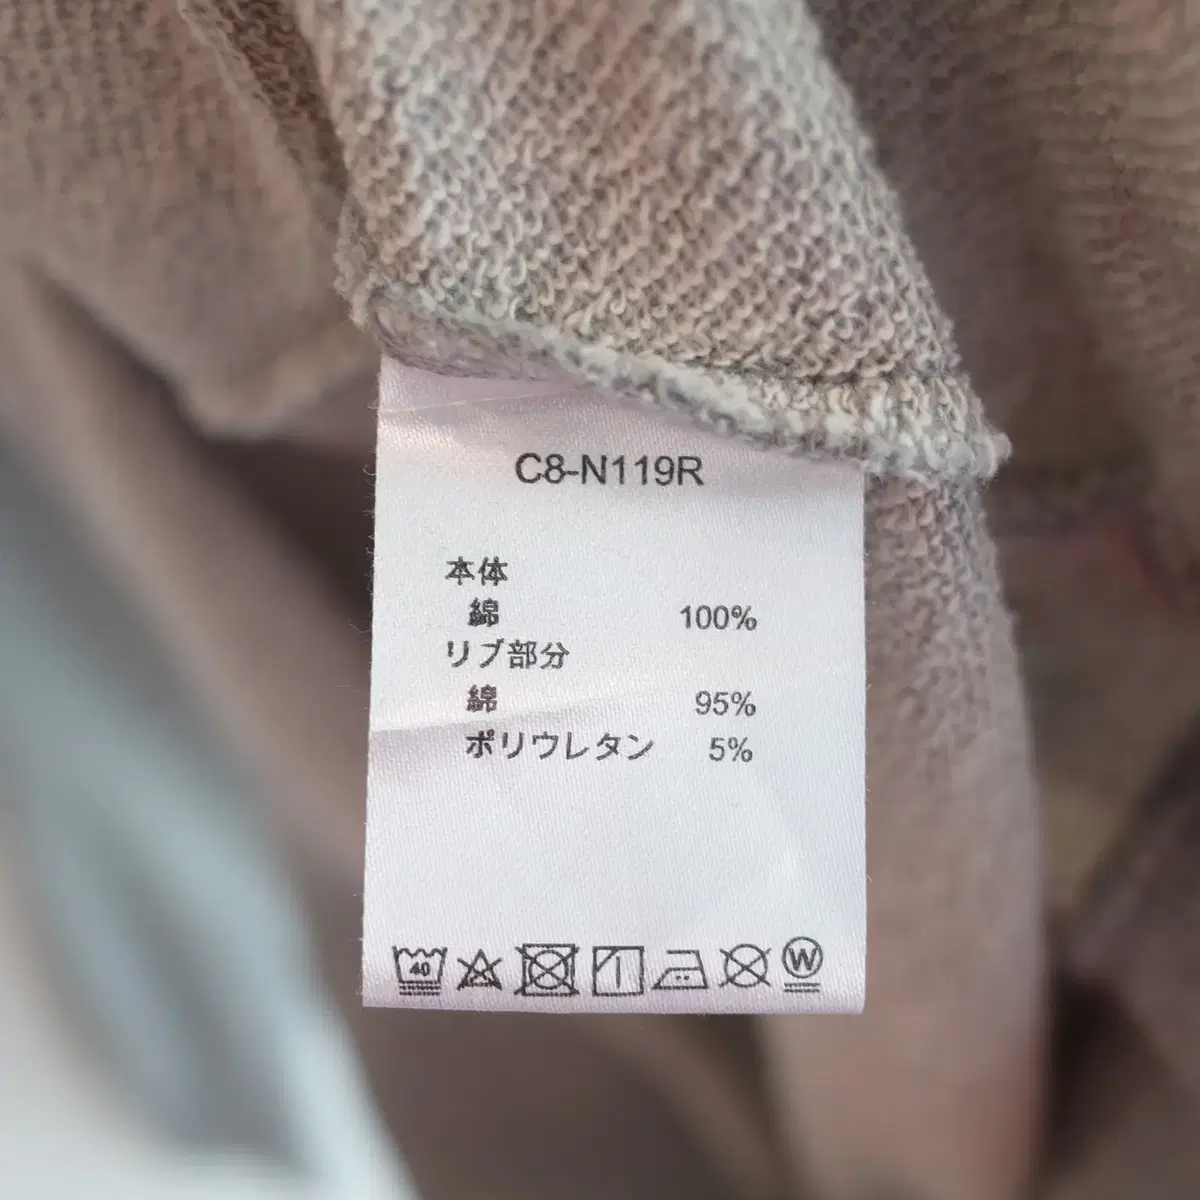 C8-N119R
本体
綿 100%
リブ部分
綿 95%
ポリウレタン 5%
40 W